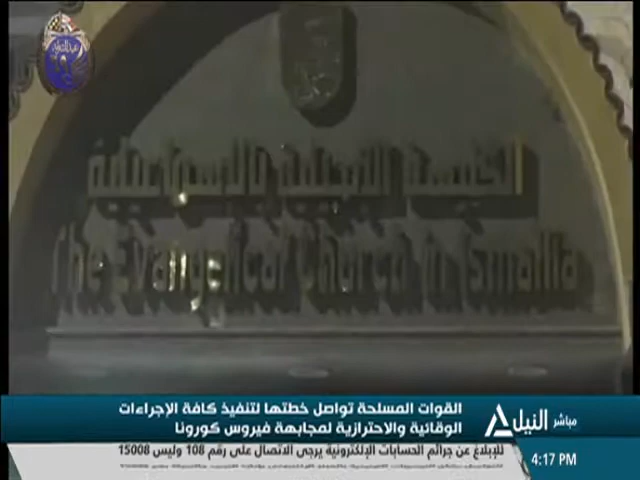 الكنيسة الانجيلية بالإسماعيلية
The Evangelical Church in Ismailia
القوات المسلحة تواصل خطتها لتنفيذ كافة الإجراءات
الوقائية والاحترازية لمجابهة فيروس كورونا
النيل مباشر
للإبلاغ عن جرائم الحسابات الإلكترونية يرجى الاتصال على رقم 108 وليس 15008
4:17 PM